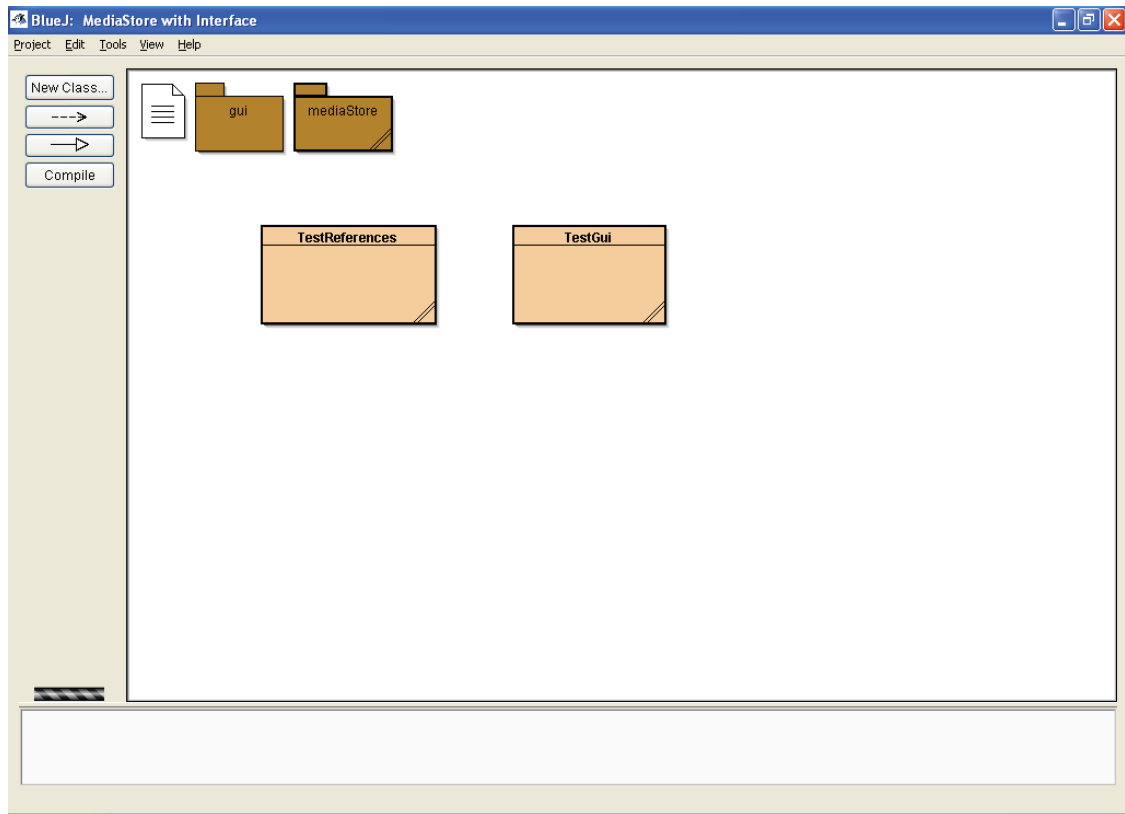 BlueJ: MediaStore with Interface
Project Edit Tools View Help
New Class...
Compile
gui
mediaStore
TestReferences
TestGui